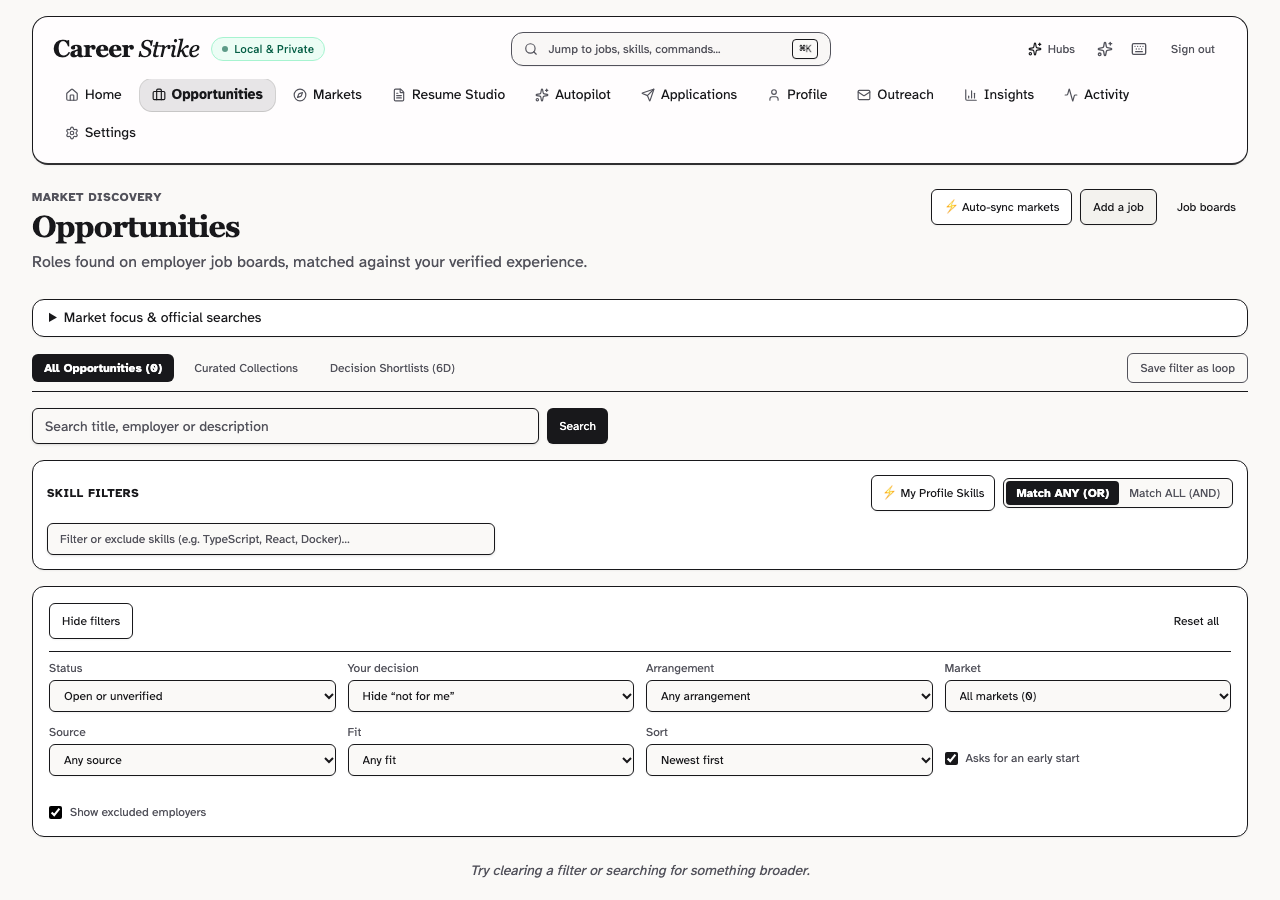 Career Strike Local & Private Jump to jobs, skills, commands... ⌘K Hubs Sign out
Home Opportunities Markets Resume Studio Autopilot Applications Profile Outreach Insights Activity
Settings
MARKET DISCOVERY
Opportunities
Roles found on employer job boards, matched against your verified experience.
⚡ Auto-sync markets Add a job Job boards
Market focus & official searches
All Opportunities (0) Curated Collections Decision Shortlists (6D) Save filter as loop
Search title, employer or description Search
SKILL FILTERS ⚡ My Profile Skills Match ANY (OR) Match ALL (AND)
Filter or exclude skills (e.g. TypeScript, React, Docker)...
Hide filters Reset all
Status Your decision Arrangement Market
Open or unverified Hide “not for me” Any arrangement All markets (0)
Source Fit Sort
Any source Any fit Newest first Asks for an early start
Show excluded employers
Try clearing a filter or searching for something broader.